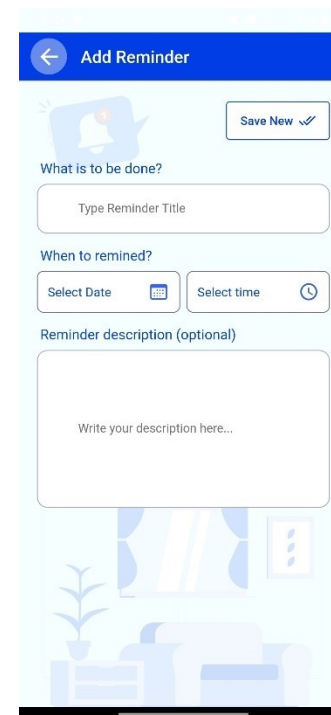 Add Reminder
1
Save New
What is to be done?
Type Reminder Title
When to remined?
Select Date
Select time
Reminder description (optional)
Write your description here...